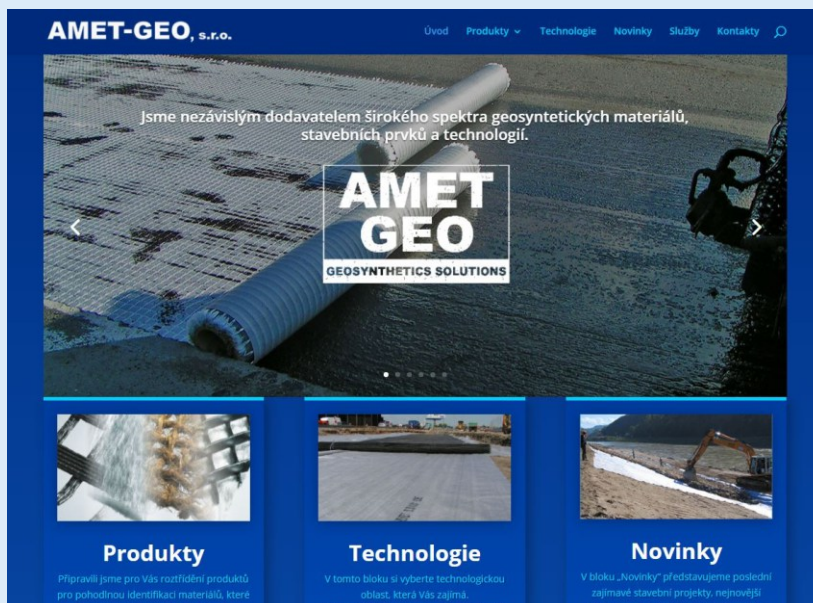 AMET-GEO, s.r.o.
Úvod Produkty Technologie Novinky Služby Kontakty
Jsme nezávislým dodavatelem širokého spektra geosyntetických materiálů,
stavebních prvků a technologií.
AMET
GEO
GEOSYNTHETICS SOLUTIONS
Produkty
Připravili jsme pro Vás roztřídění produktů
pro pohodlnou identifikaci materiálů, které
Technologie
V tomto bloku si vyberte technologickou
oblast, která Vás zajímá.
Novinky
V bloku „Novinky" představujeme poslední
zajímavé stavební projekty, nejnovější